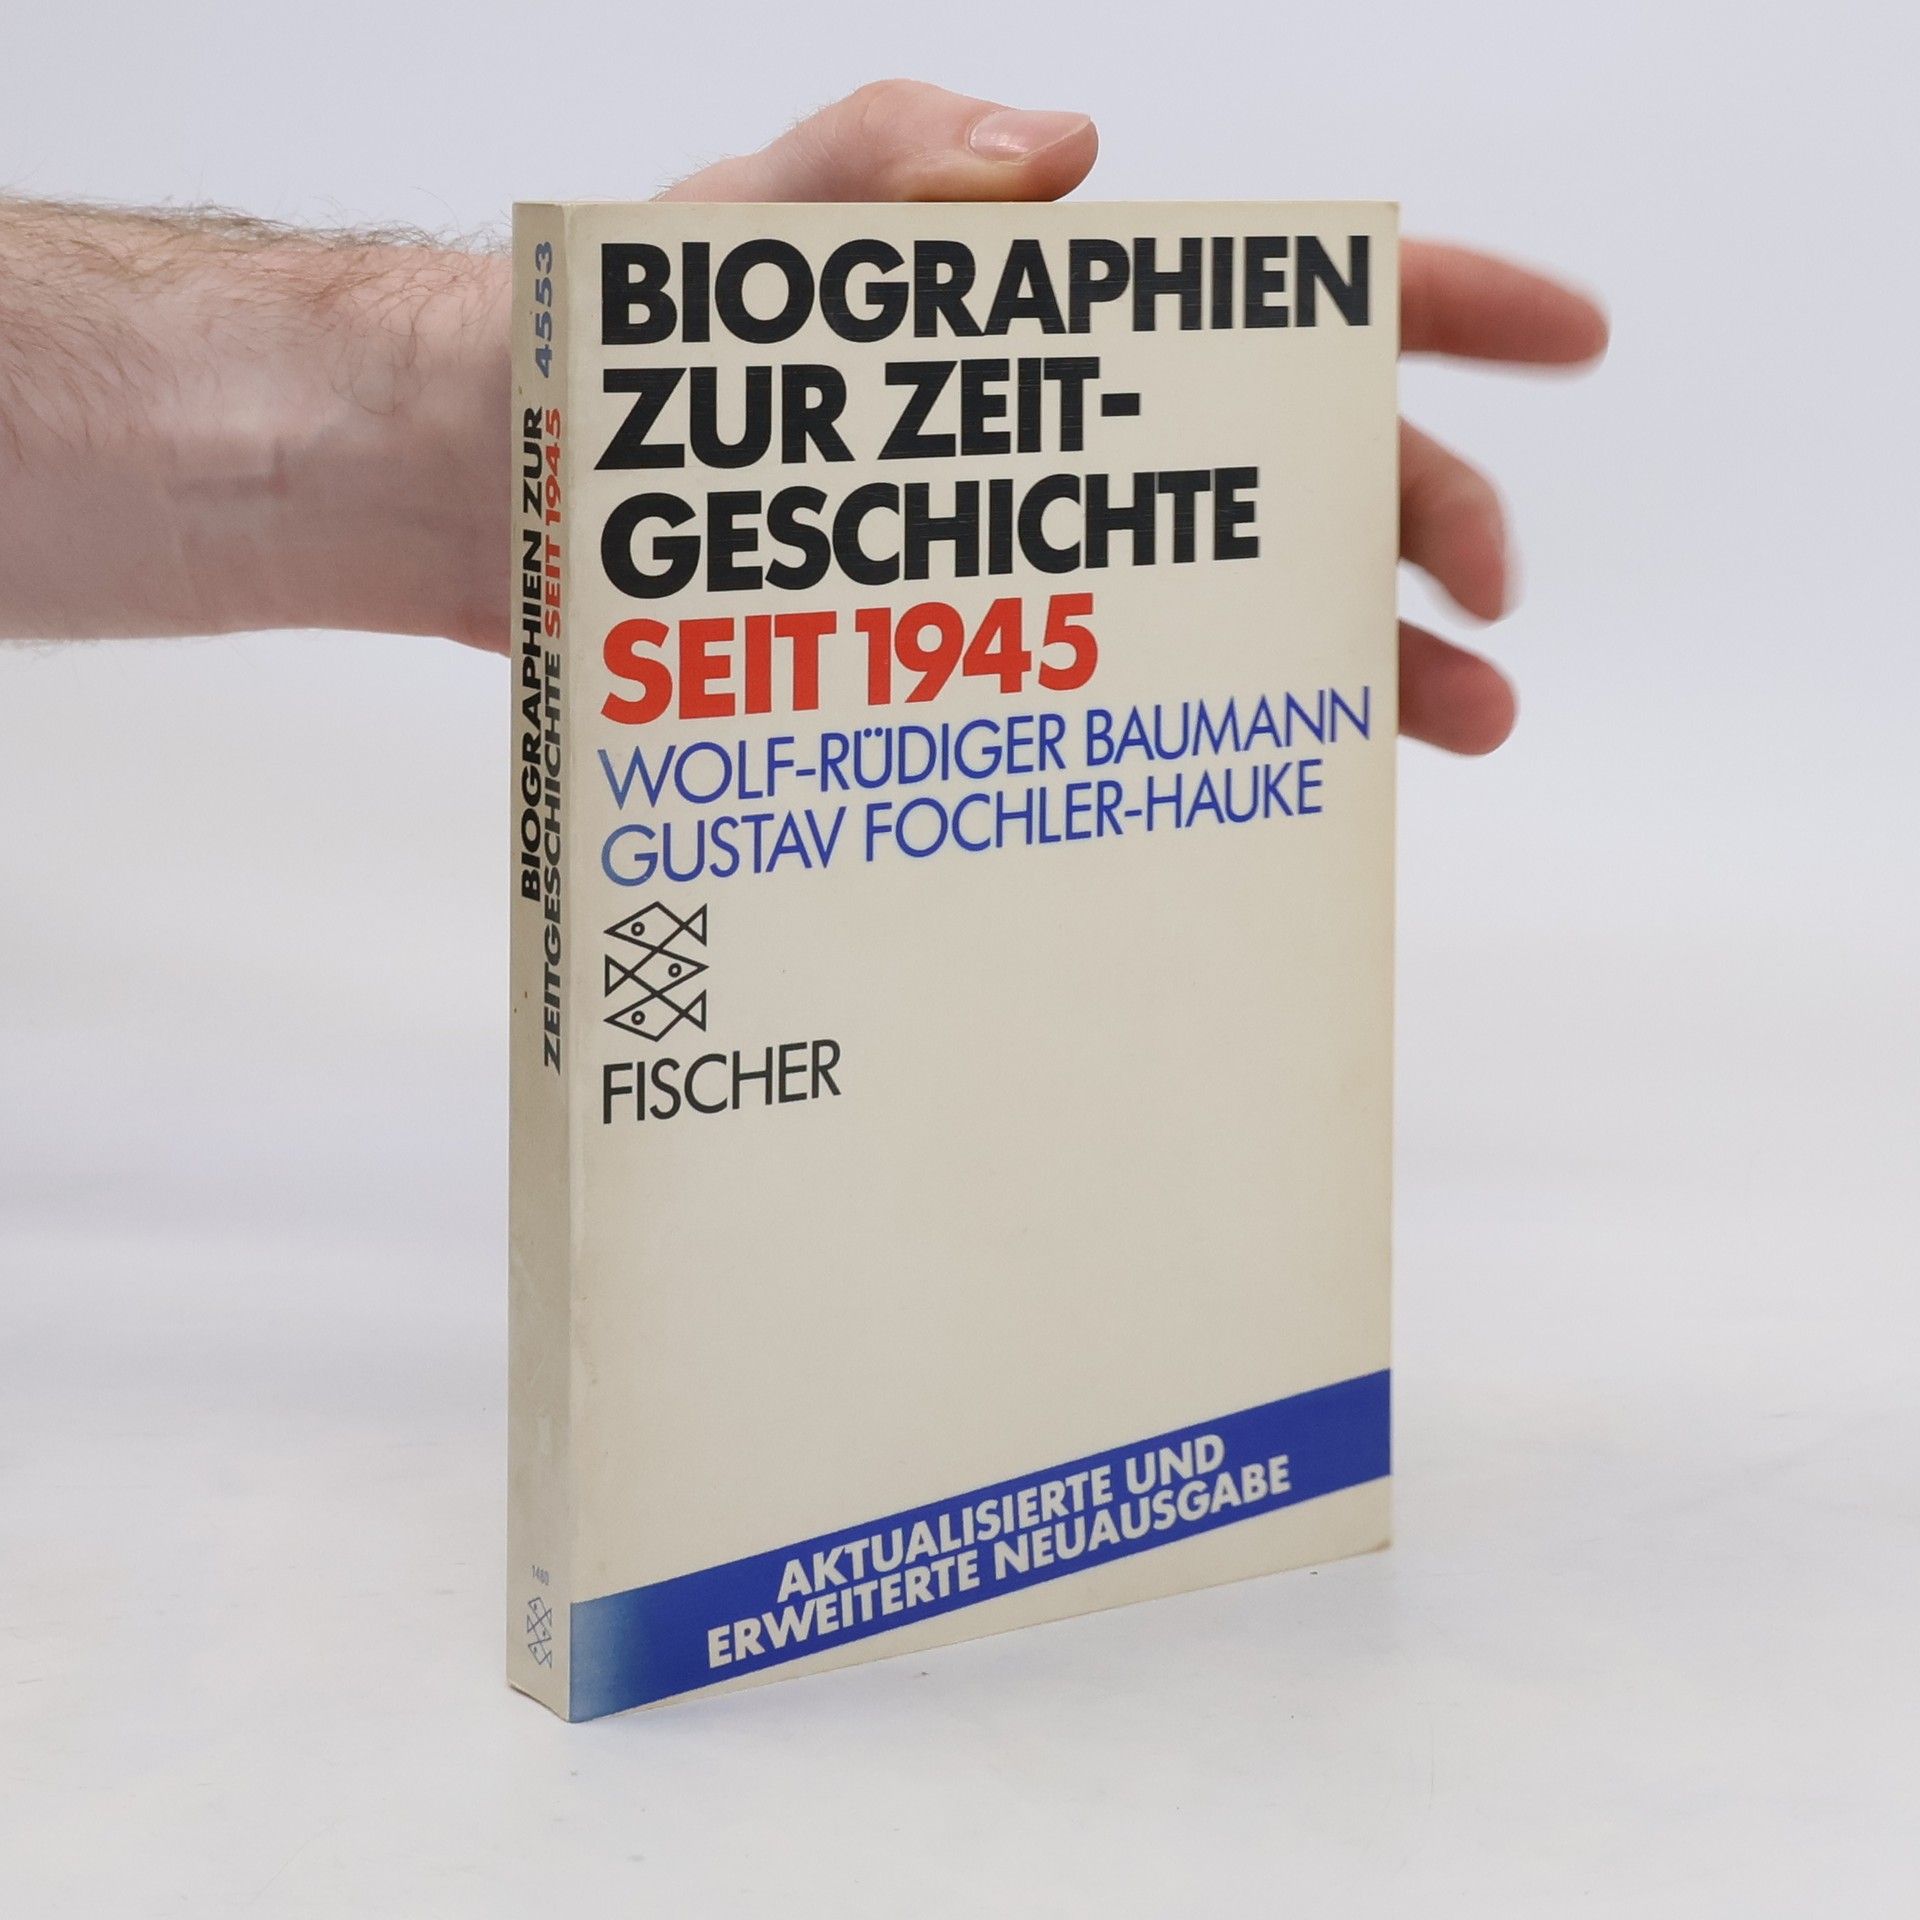 BIOGRAPHIEN
ZUR ZEIT-
GESCHICHTE
SEIT 1945
WOLF-RÜDIGER BAUMANN
GUSTAV FOCHLER-HAUKE
FISCHER
AKTUALISIERTE UND
ERWEITERTE NEUAUSGABE
BIOGRAPHIEN ZUR
ZEITGESCHICHTE SEIT 1945
4553
1480